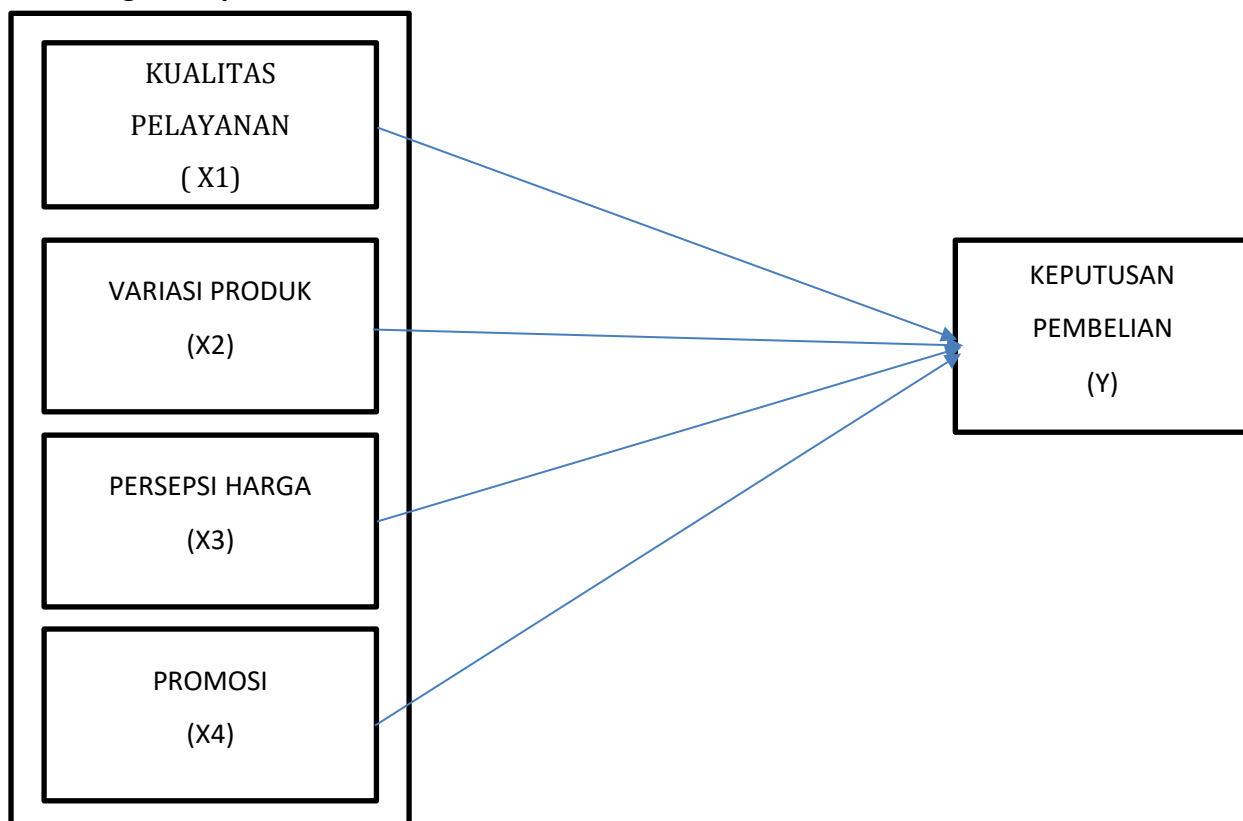 KUALITAS
PELAYANAN
( X1)
VARIASI PRODUK
(X2)
PERSEPSI HARGA
(X3)
PROMOSI
(X4)
KEPUTUSAN
PEMBELIAN
(Y)